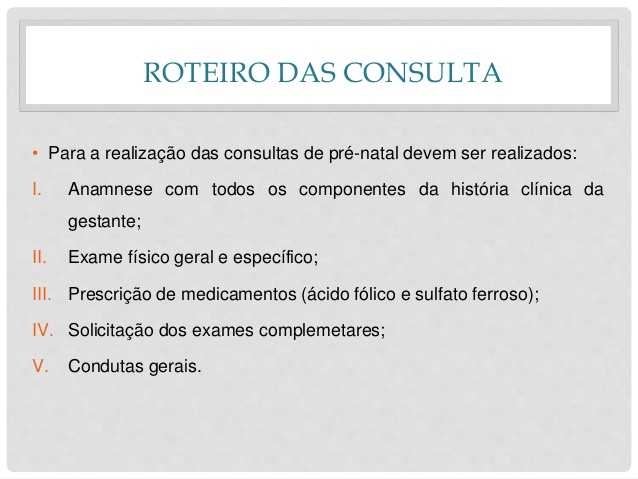 ROTEIRO DAS CONSULTA
• Para a realização das consultas de pré-natal devem ser realizados:
I. Anamnese com todos os componentes da história clínica da
gestante;
II. Exame físico geral e específico;
III. Prescrição de medicamentos (ácido fólico e sulfato ferroso);
IV. Solicitação dos exames complemetares;
V. Condutas gerais.